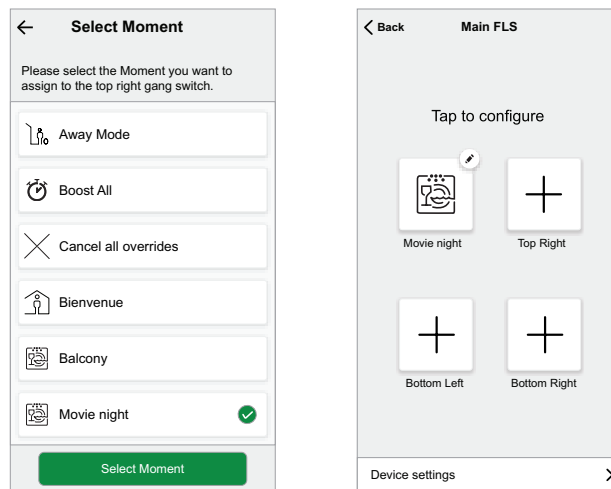 Select Moment
Please select the Moment you want to
assign to the top right gang switch.
Away Mode
Boost All
Cancel all overrides
Bienvenue
Balcony
Movie night
Select Moment
Back
Main FLS
Tap to configure
Movie night
Top Right
Bottom Left
Bottom Right
Device settings